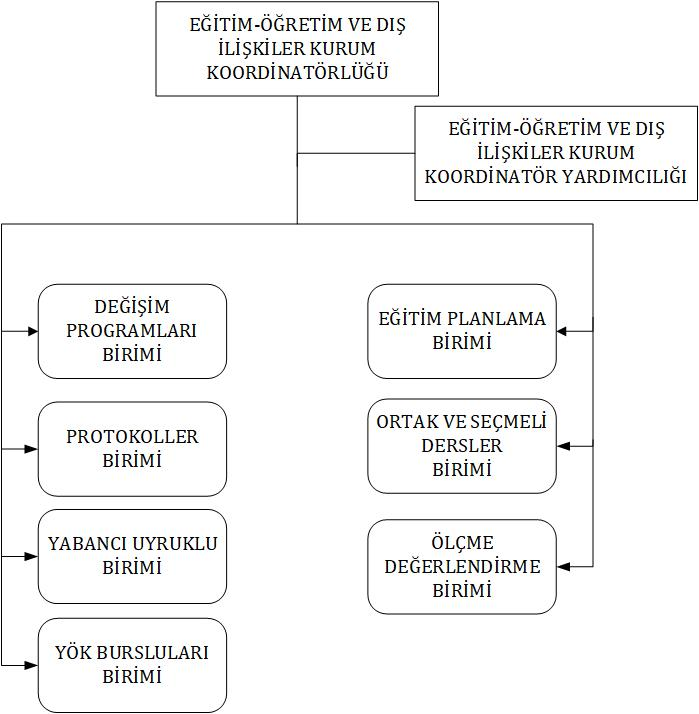 EĞİTİM-ÖĞRETİM VE DIŞ
İLİŞKİLER KURUM
KOORDİNATÖRLÜĞÜ
EĞİTİM-ÖĞRETİM VE DIŞ
İLİŞKİLER KURUM
KOORDİNATÖR YARDIMCILIĞI
DEĞİŞİM
PROGRAMLARI
BİRİMİ
PROTOKOLLER
BİRİMİ
YABANCI UYRUKLU
BİRİMİ
YÖK BURSLULARI
BİRİMİ
EĞİTİM PLANLAMA
BİRİMİ
ORTAK VE SEÇMELİ
DERSLER
BİRİMİ
ÖLÇME
DEĞERLENDİRME
BİRİMİ